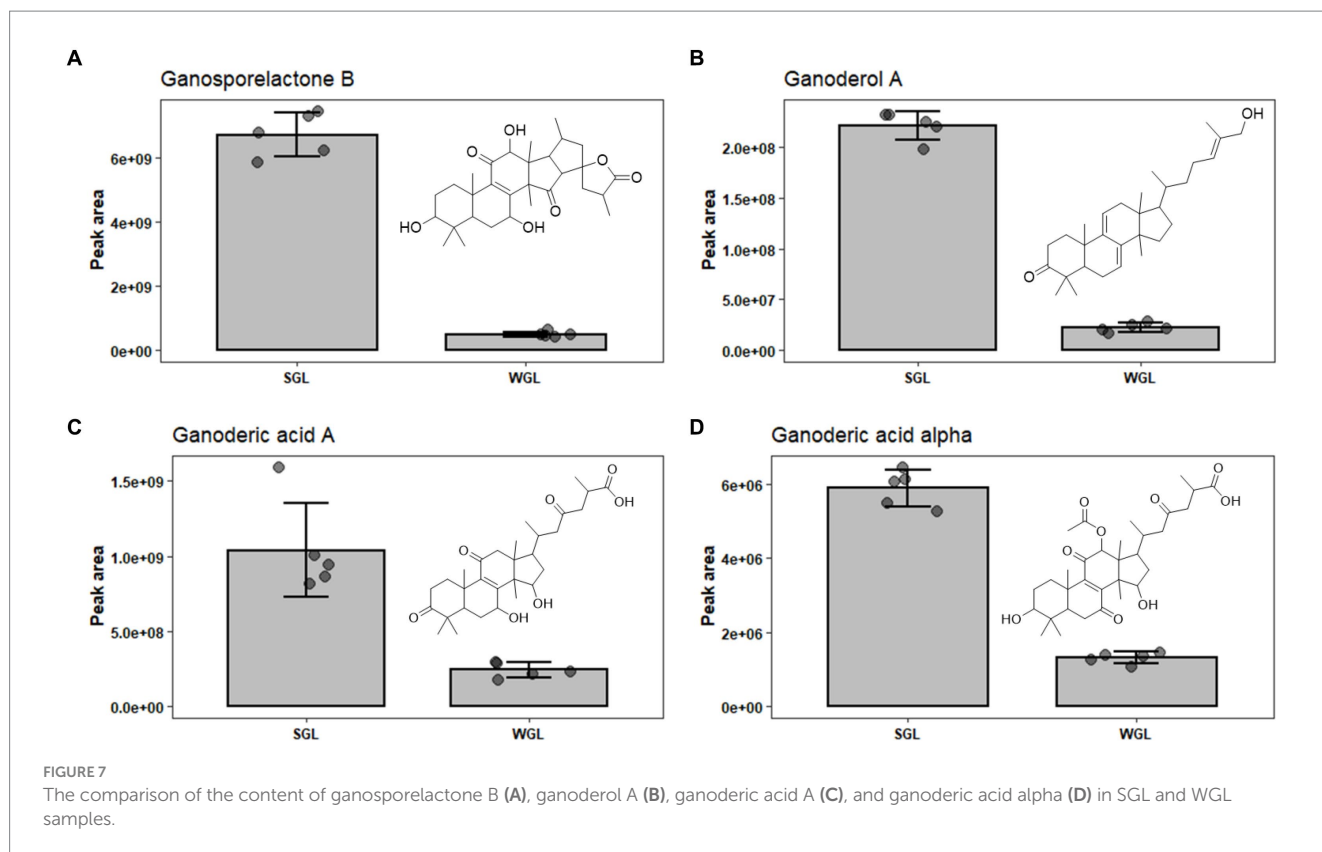 A
Ganosporelactone B
Peak area
6e+09
4e+09
2e+09
0e+00
SGL
WGL
OH
O
O
O
O
HO
OH
B
Ganoderol A
Peak area
2.0e+08
1.5e+08
1.0e+08
5.0e+07
0.0e+00
SGL
WGL
OH
O
C
Ganoderic acid A
Peak area
1.5e+09
1.0e+09
5.0e+08
0.0e+00
SGL
WGL
O
O
OH
O
O
OH
OH
D
Ganoderic acid alpha
Peak area
6e+06
4e+06
2e+06
0e+00
SGL
WGL
O
O
OH
O
O
O
HO
O
OH
FIGURE 7
The comparison of the content of ganosporelactone B (A), ganoderol A (B), ganoderic acid A (C), and ganoderic acid alpha (D) in SGL and WGL
samples.